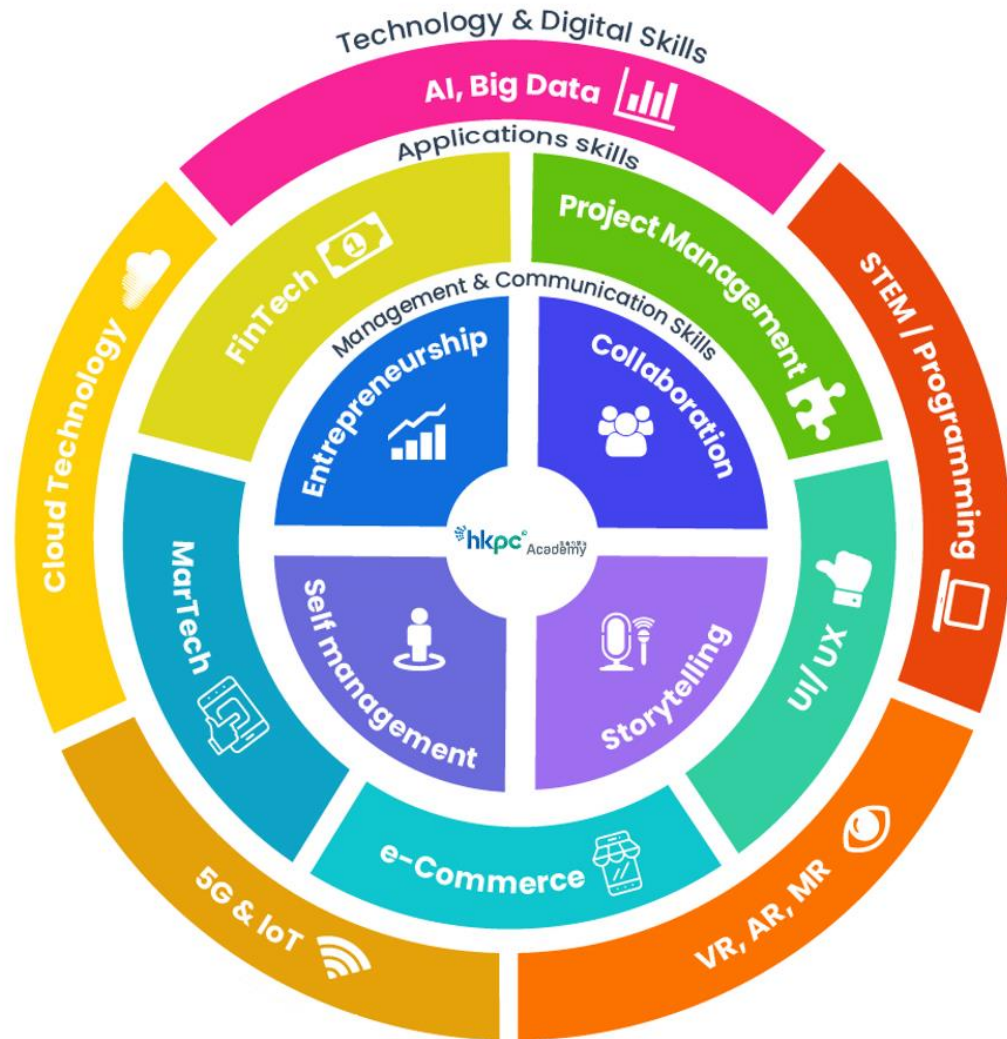 Technology & Digital Skills
AI, Big Data
STEM / Programming
VR, AR, MR
5G & IoT
Cloud Technology
Applications skills
FinTech
Project Management
UI/ UX
e-Commerce
MarTech
Management & Communication Skills
Entrepreneurship
Collaboration
Storytelling
Self management
hkpc
Academy